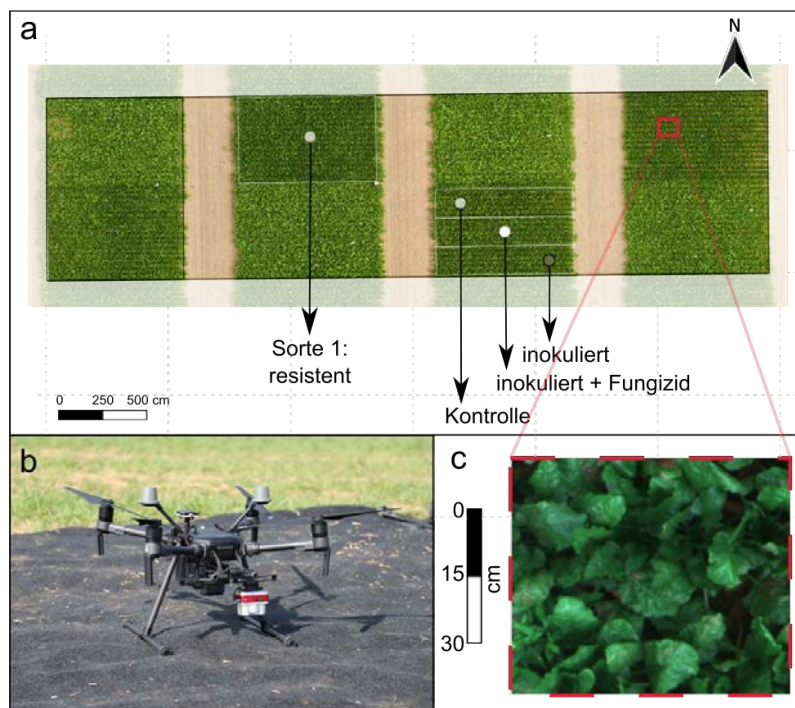 a
N
Sorte 1:
resistent
inokuliert
inokuliert + Fungizid
Kontrolle
0 250 500 cm
b
c
0
15
30
cm